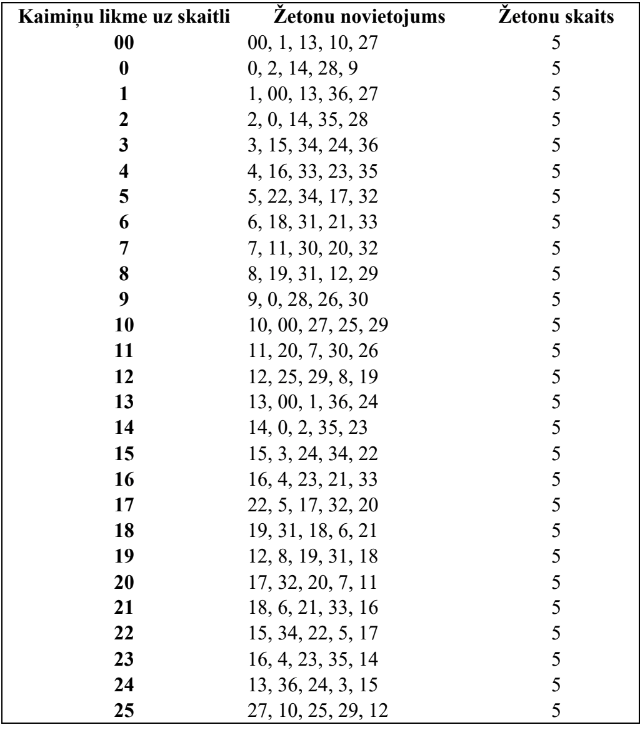 Kaimiņu likme uz skaitli Žetonu novietojums Žetonu skaits
00 00, 1, 13, 10, 27 5
0 0, 2, 14, 28, 9 5
1 1, 00, 13, 36, 27 5
2 2, 0, 14, 35, 28 5
3 3, 15, 34, 24, 36 5
4 4, 16, 33, 23, 35 5
5 5, 22, 34, 17, 32 5
6 6, 18, 31, 21, 33 5
7 7, 11, 30, 20, 32 5
8 8, 19, 31, 12, 29 5
9 9, 0, 28, 26, 30 5
10 10, 00, 27, 25, 29 5
11 11, 20, 7, 30, 26 5
12 12, 25, 29, 8, 19 5
13 13, 00, 1, 36, 24 5
14 14, 0, 2, 35, 23 5
15 15, 3, 24, 34, 22 5
16 16, 4, 23, 21, 33 5
17 22, 5, 17, 32, 20 5
18 19, 31, 18, 6, 21 5
19 12, 8, 19, 31, 18 5
20 17, 32, 20, 7, 11 5
21 18, 6, 21, 33, 16 5
22 15, 34, 22, 5, 17 5
23 16, 4, 23, 35, 14 5
24 13, 36, 24, 3, 15 5
25 27, 10, 25, 29, 12 5